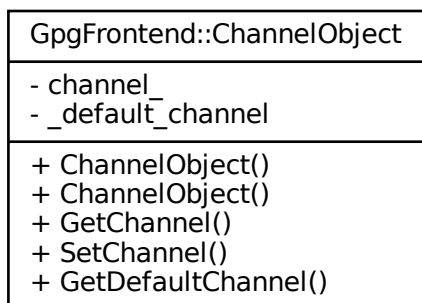 GpgFrontend::ChannelObject
- channel_
- _default_channel
+ ChannelObject()
+ ChannelObject()
+ GetChannel()
+ SetChannel()
+ GetDefaultChannel()